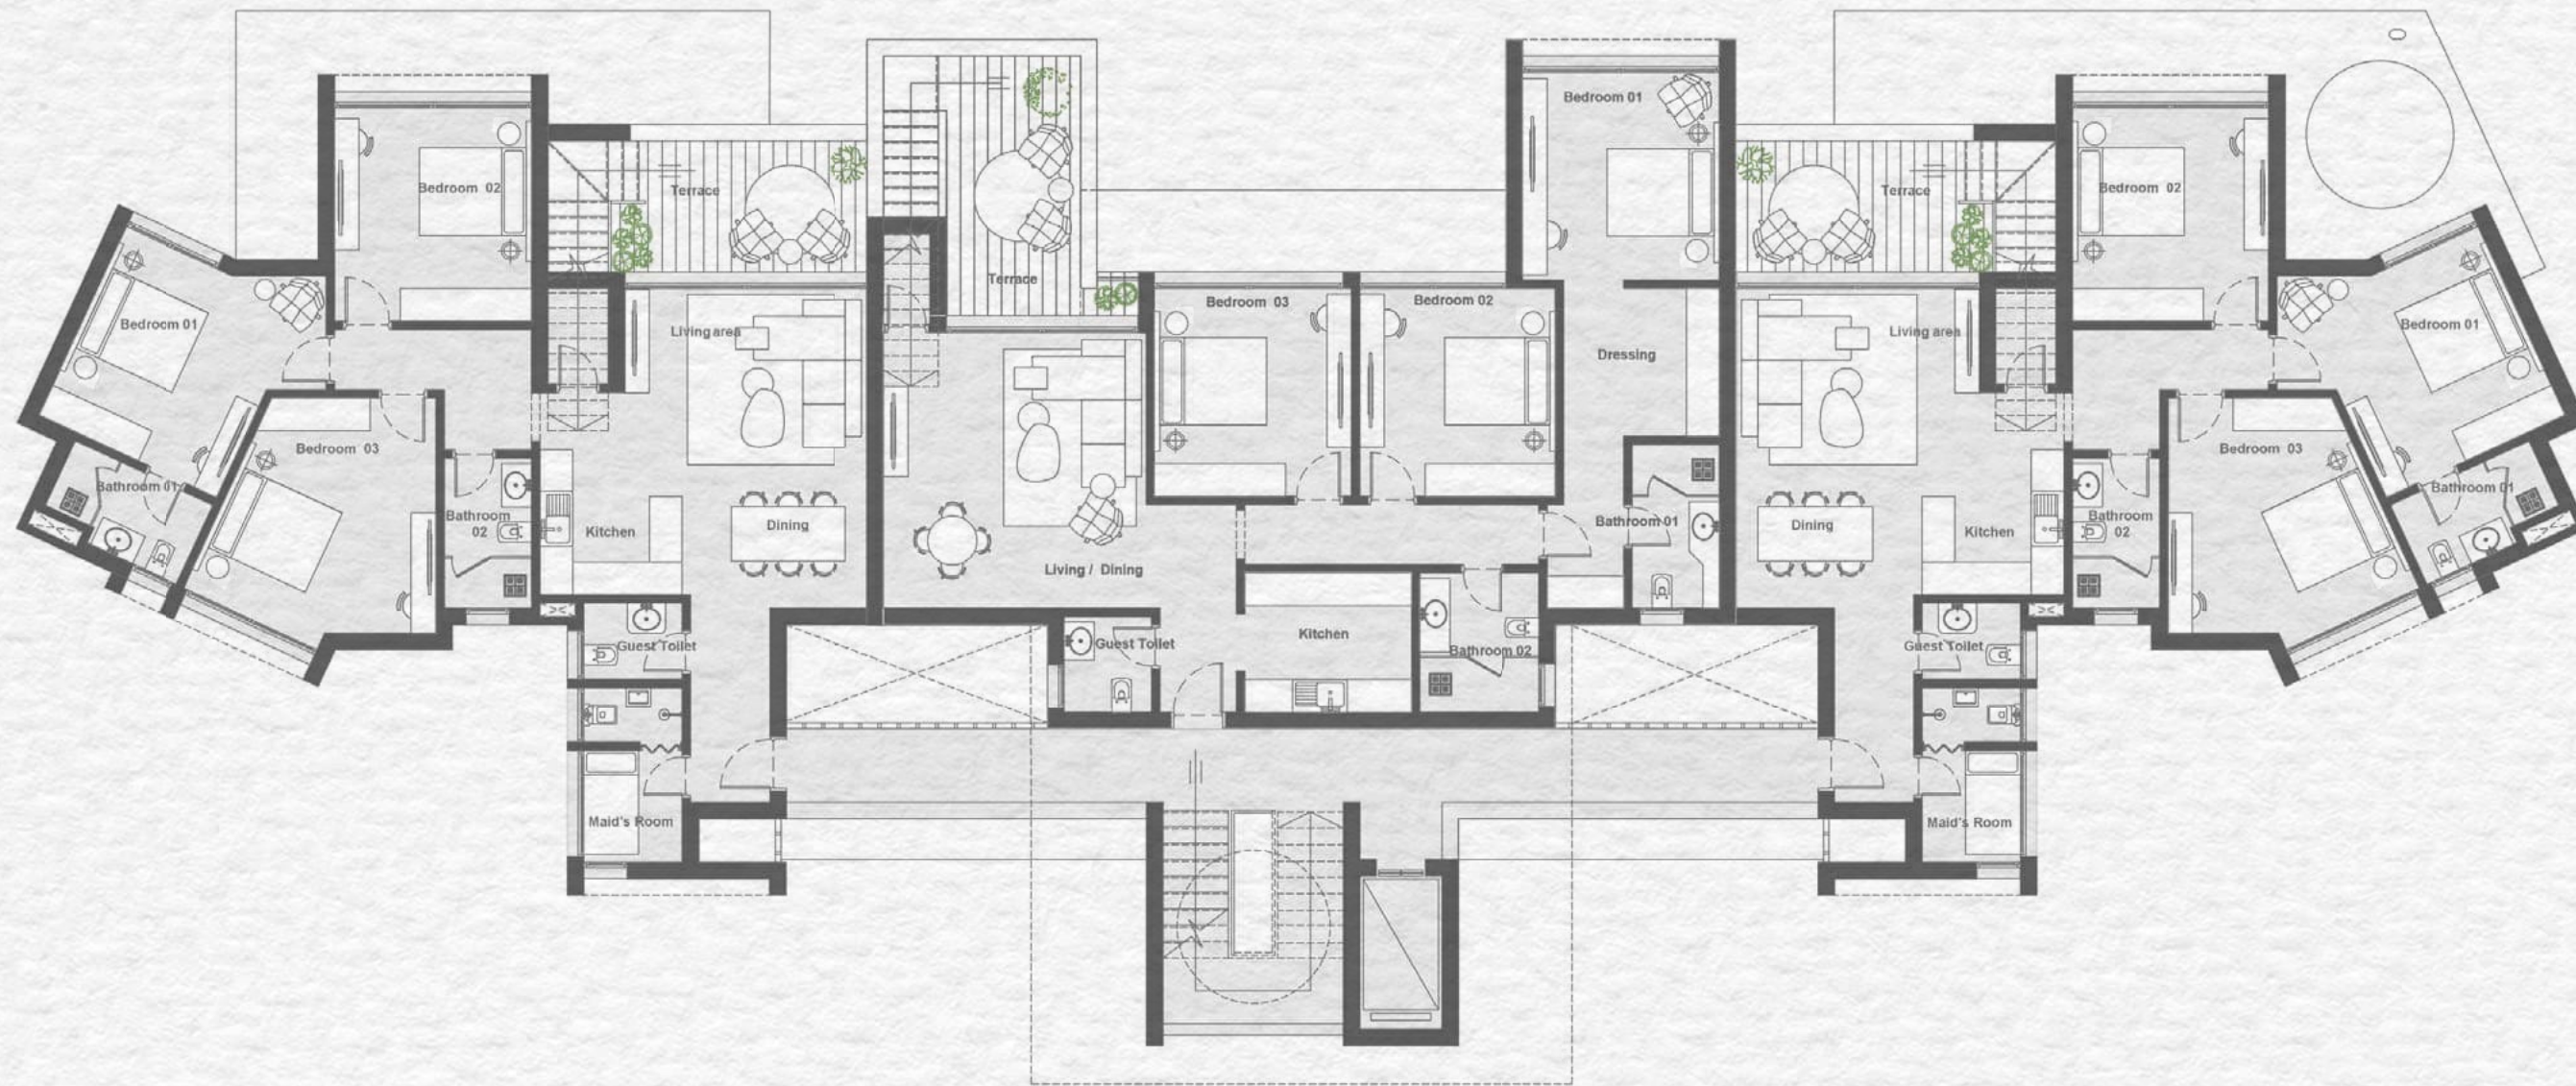 Bedroom 02
Terrace
Bedroom 01
Living area
Bedroom 03
Bathroom 01
Bathroom
02
Kitchen
Dining
Guest Toilet
Maid's Room
Terrace
Living / Dining
Guest Toilet
Bedroom 03
Bedroom 02
Bedroom 01
Dressing
Bathroom 01
Kitchen
Bathroom 02
Terrace
Living area
Dining
Kitchen
Guest Toilet
Maid's Room
Bedroom 02
Bedroom 01
Bedroom 03
Bathroom 01
Bathroom
02